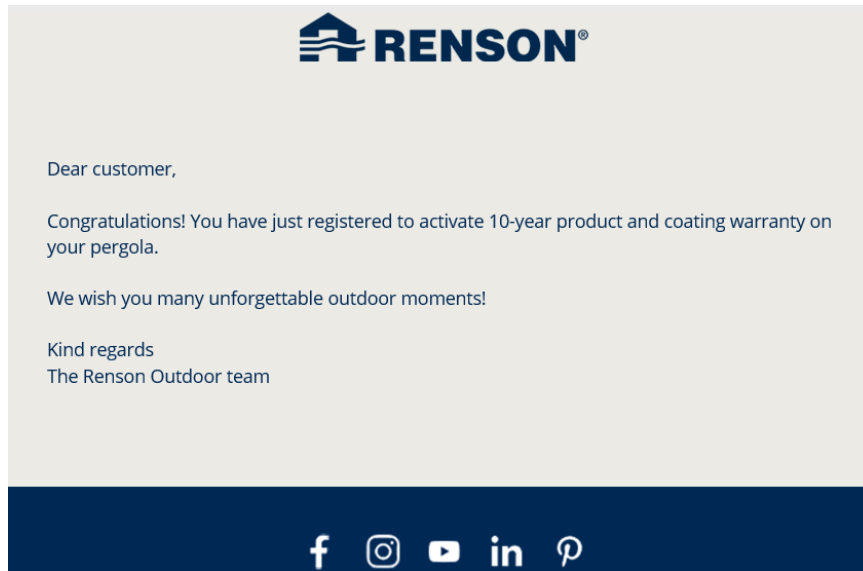 RENSON®
Dear customer,
Congratulations! You have just registered to activate 10-year product and coating warranty on
your pergola.
We wish you many unforgettable outdoor moments!
Kind regards
The Renson Outdoor team